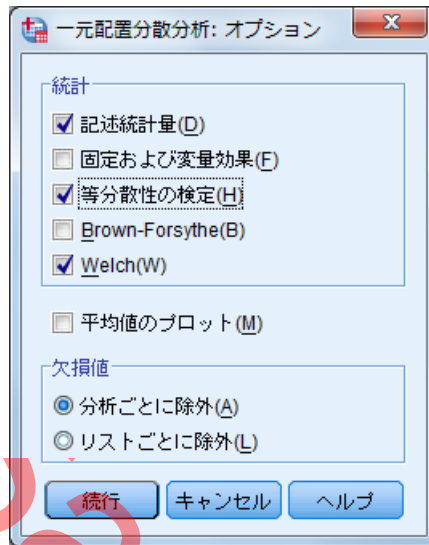 一元配置分散分析: オプション
統計
記述統計量(D)
固定および変量効果(F)
等分散性の検定(H)
Brown-Forsythe(B)
Welch(W)
平均値のプロット(M)
欠損値
分析ごとに除外(A)
リストごとに除外(L)
続行 キャンセル ヘルプ